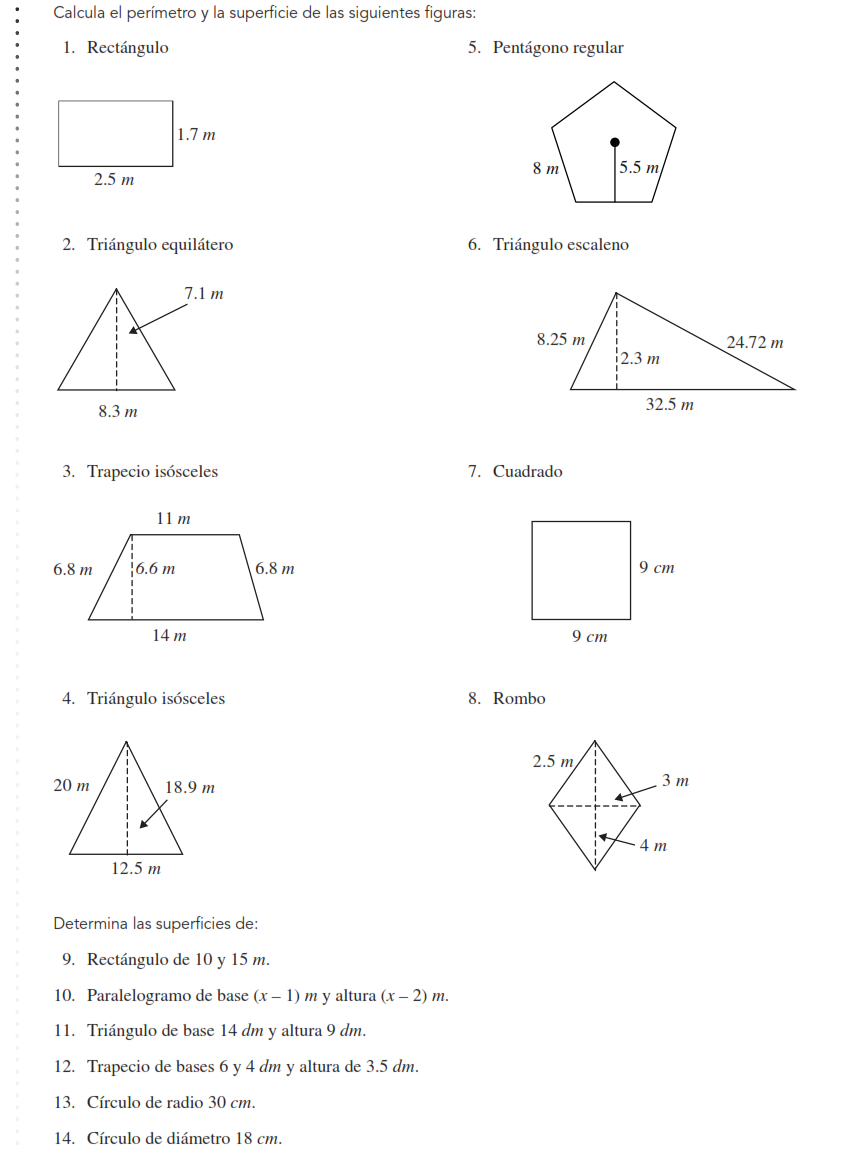 Calcula el perímetro y la superficie de las siguientes figuras:
1. Rectángulo
1.7 m
2.5 m
2. Triángulo equilátero
7.1 m
8.3 m
3. Trapecio isósceles
11 m
6.8 m
6.6 m
6.8 m
14 m
4. Triángulo isósceles
20 m
18.9 m
12.5 m
5. Pentágono regular
8 m
5.5 m
6. Triángulo escaleno
8.25 m
24.72 m
2.3 m
32.5 m
7. Cuadrado
9 cm
9 cm
8. Rombo
2.5 m
3 m
4 m
Determina las superficies de:
9. Rectángulo de 10 y 15 m.
10. Paralelogramo de base (x – 1) m y altura (x – 2) m.
11. Triángulo de base 14 dm y altura 9 dm.
12. Trapecio de bases 6 y 4 dm y altura de 3.5 dm.
13. Círculo de radio 30 cm.
14. Círculo de diámetro 18 cm.